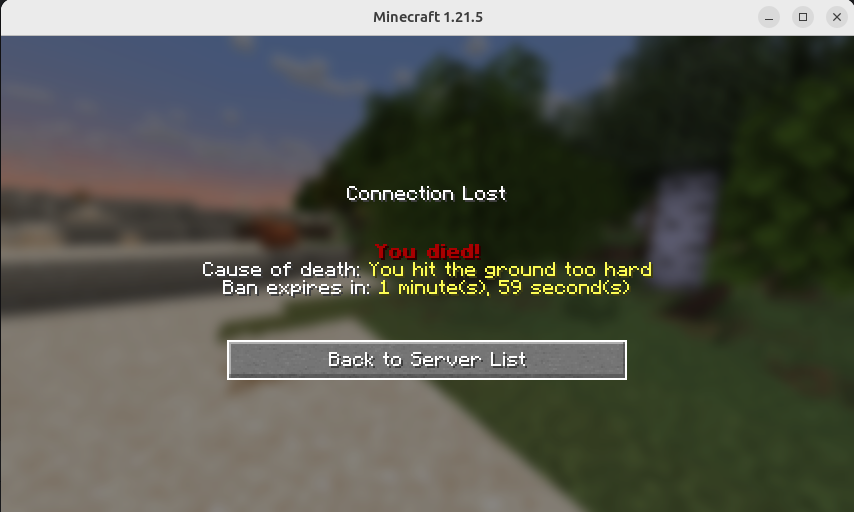 Minecraft 1.21.5
Connection Lost
You died!
Cause of death: You hit the ground too hard
Ban expires in: 1 minute(s), 59 second(s)
Back to Server List